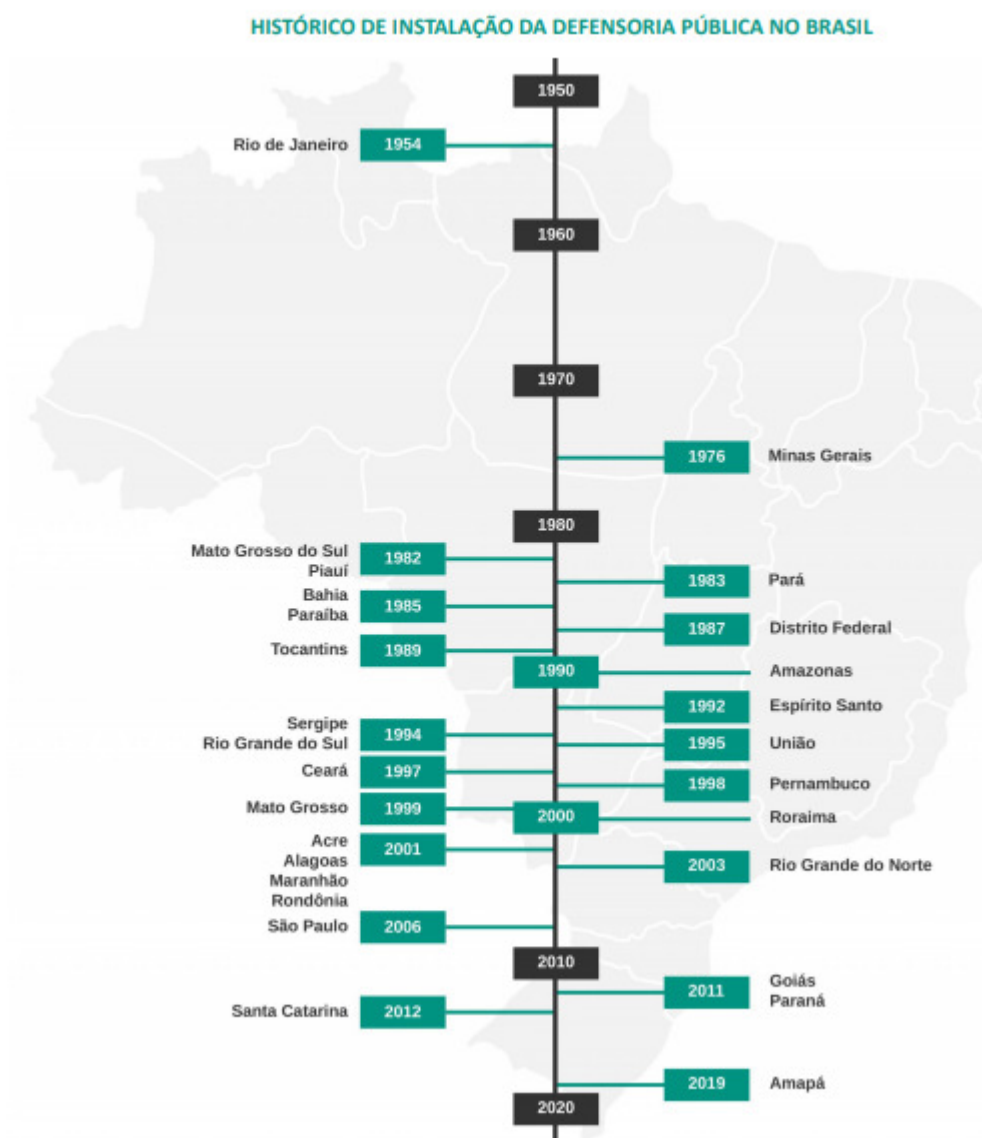 HISTÓRICO DE INSTALAÇÃO DA DEFENSORIA PÚBLICA NO BRASIL
1950
Rio de Janeiro 1954
1960
1970
1976 Minas Gerais
1980
Mato Grosso do Sul
Piauí
1982
1983 Pará
Bahia
Paraíba
1985
1987 Distrito Federal
Tocantins 1989
1990 Amazonas
1992 Espírito Santo
Sergipe
Rio Grande do Sul
1994
1995 União
Ceará 1997
1998 Pernambuco
Mato Grosso 1999
2000 Roraima
Acre
Alagoas
Maranhão
Rondônia
2001
2003 Rio Grande do Norte
São Paulo 2006
2010
2011
Goiás
Paraná
Santa Catarina 2012
2019 Amapá
2020